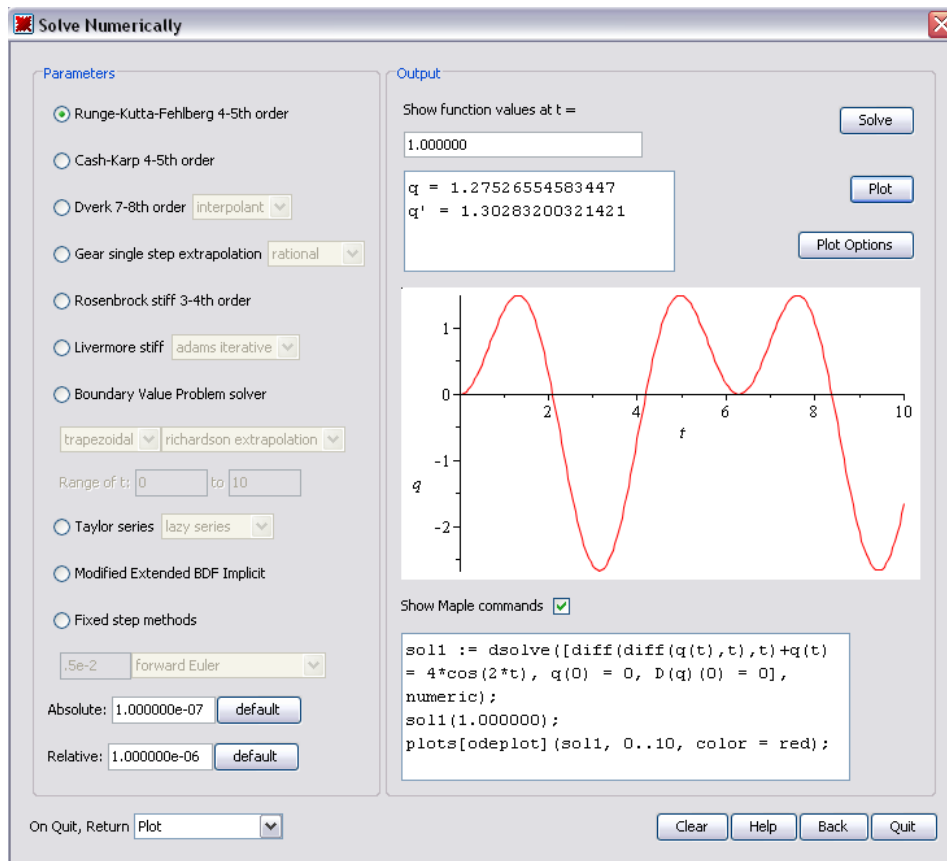 Solve Numerically
Parameters
Runge-Kutta-Fehlberg 4-5th order
Cash-Karp 4-5th order
Dverk 7-8th order interpolant
Gear single step extrapolation rational
Rosenbrock stiff 3-4th order
Livermore stiff adams iterative
Boundary Value Problem solver
trapezoidal richardson extrapolation
Range of t: 0 to 10
Taylor series lazy series
Modified Extended BDF Implicit
Fixed step methods
.5e-2 forward Euler
Absolute: 1.000000e-07 default
Relative: 1.000000e-06 default
Output
Show function values at t =
1.000000
Solve
q = 1.27526554583447
q' = 1.30283200321421
Plot
Plot Options
1
0
2 4 6 8 10
t
-1
q
-2
Show Maple commands
sol1 := dsolve([diff(diff(q(t),t),t)+q(t)
= 4*cos(2*t), q(0) = 0, D(q)(0) = 0],
numeric);
sol1(1.000000);
plots[odeplot](sol1, 0..10, color = red);
On Quit, Return Plot
Clear Help Back Quit